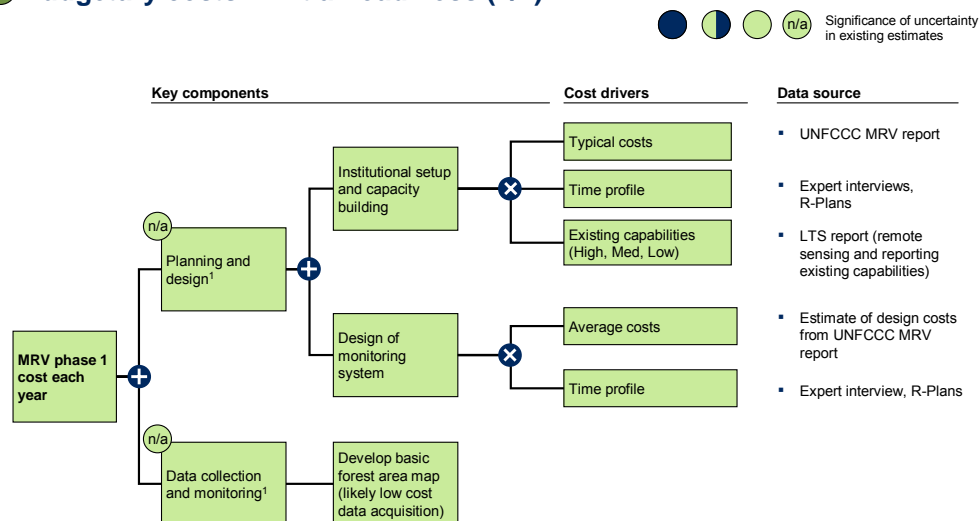 n/a
Significance of uncertainty
in existing estimates
Key components
Cost drivers
Data source
MRV phase 1
cost each
year
n/a
Planning and
design1
n/a
Data collection
and monitoring1
Institutional setup
and capacity
building
Design of
monitoring
system
Develop basic
forest area map
(likely low cost
data acquisition)
Typical costs
Time profile
Existing capabilities
(High, Med, Low)
Average costs
Time profile
▪ UNFCCC MRV report
▪ Expert interviews,
R-Plans
▪ LTS report (remote
sensing and reporting
existing capabilities)
▪ Estimate of design costs
from UNFCCC MRV
report
▪ Expert interview, R-Plans